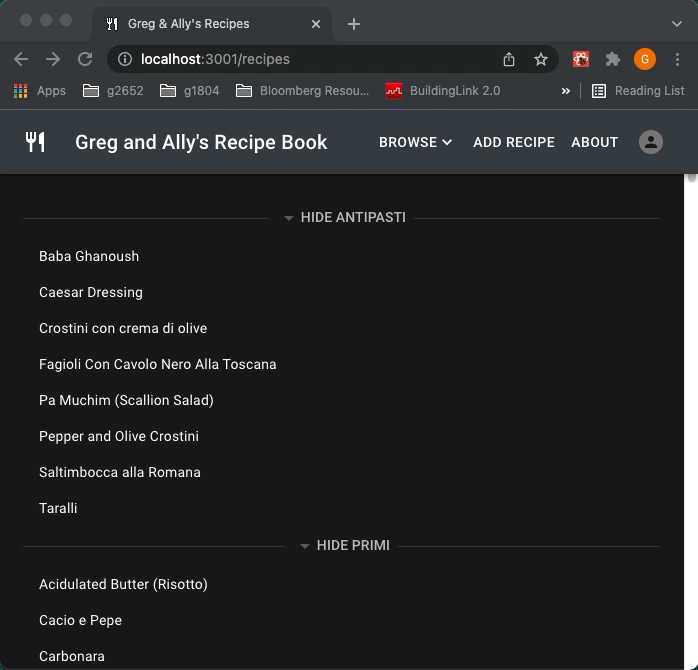 Greg & Ally's Recipes
localhost:3001/recipes
G
Apps g2652 g1804 Bloomberg Resou... BuildingLink 2.0 » Reading List
Greg and Ally's Recipe Book BROWSE ADD RECIPE ABOUT
HIDE ANTIPASTI
Baba Ghanoush
Caesar Dressing
Crostini con crema di olive
Fagioli Con Cavolo Nero Alla Toscana
Pa Muchim (Scallion Salad)
Pepper and Olive Crostini
Saltimbocca alla Romana
Taralli
HIDE PRIMI
Acidulated Butter (Risotto)
Cacio e Pepe
Carbonara